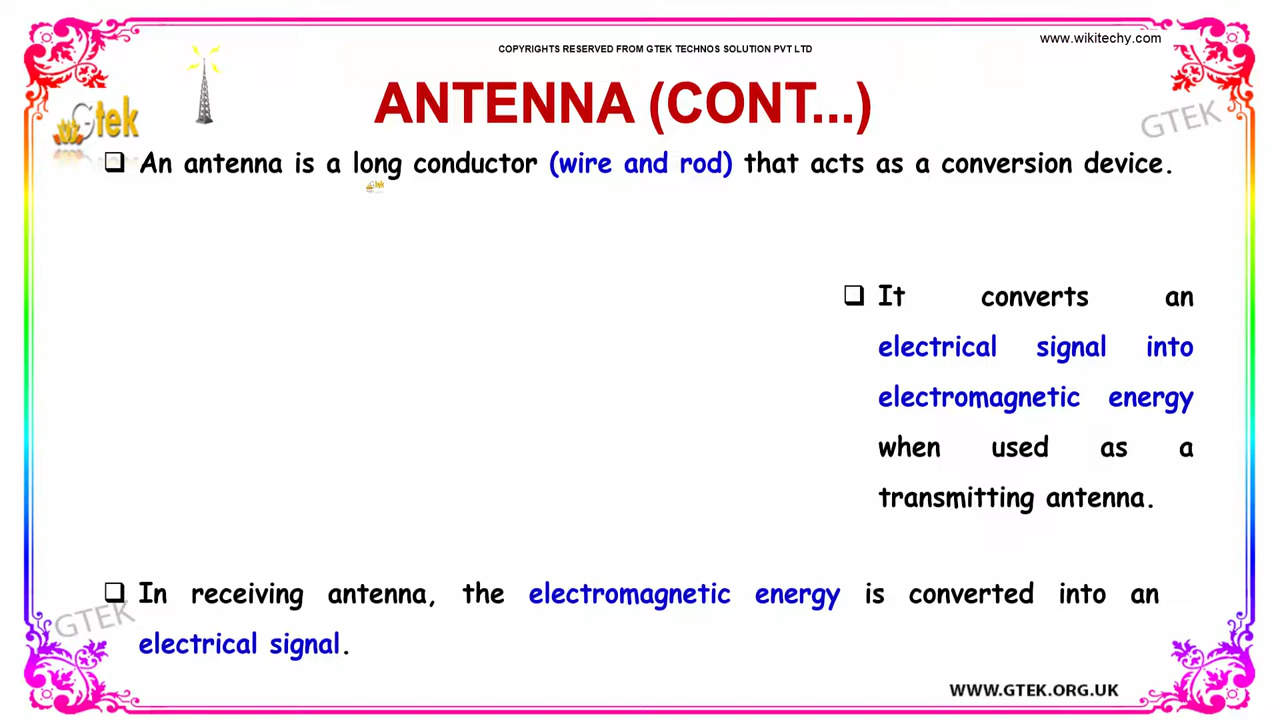 COPYRIGHTS RESERVED FROM GTEK TECHNOS SOLUTION PVT LTD
www.wikitechy.com
Gtek
ANTENNA (CONT...)
GTEK
❑ An antenna is a long conductor (wire and rod) that acts as a conversion device.
Gtek
❑ It converts an
electrical signal into
electromagnetic energy
when used as a
transmitting antenna.
❑ In receiving antenna, the electromagnetic energy is converted into an
electrical signal.
GTEK
WWW.GTEK.ORG.UK